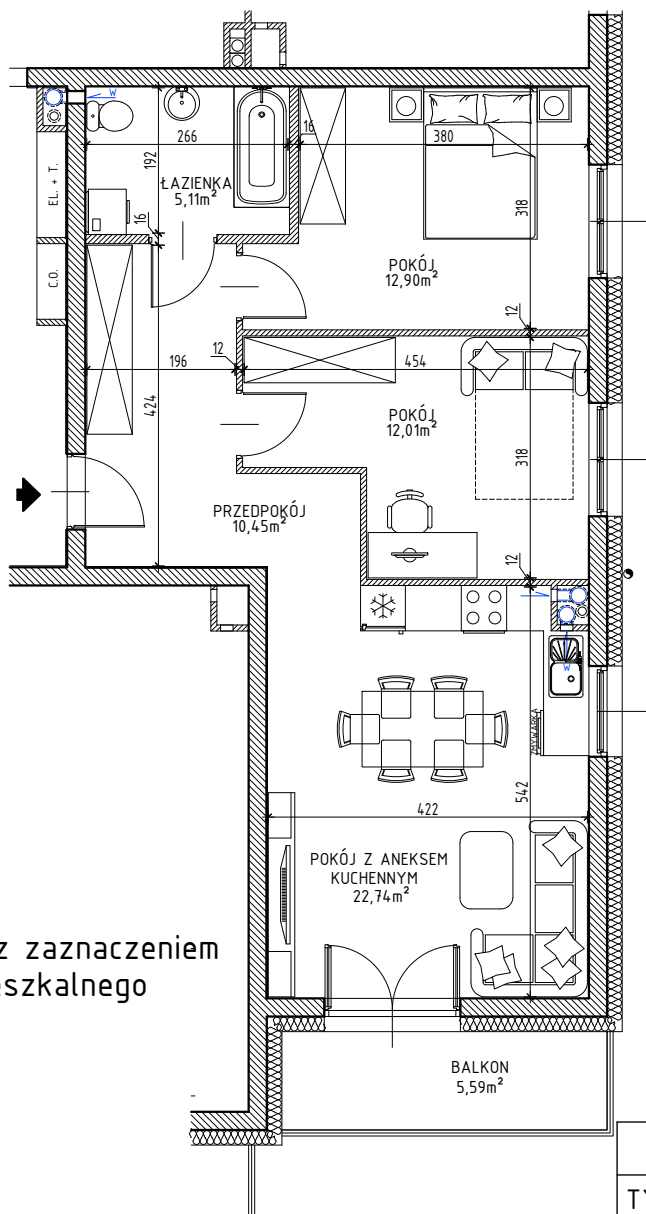 W
266
16
380
192
ŁAZIENKA
5,11m²
EL. + T.
318
16
POKÓJ
12,90m²
C.O.
12
12
196
454
424
POKÓJ
12,01m²
318
PRZEDPOKÓJ
10,45m²
12
W
ZMYWARKA
542
422
POKÓJ Z ANEKSEM
KUCHENNYM
22,74m²
z zaznaczeniem
eszkalnego
BALKON
5,59m²